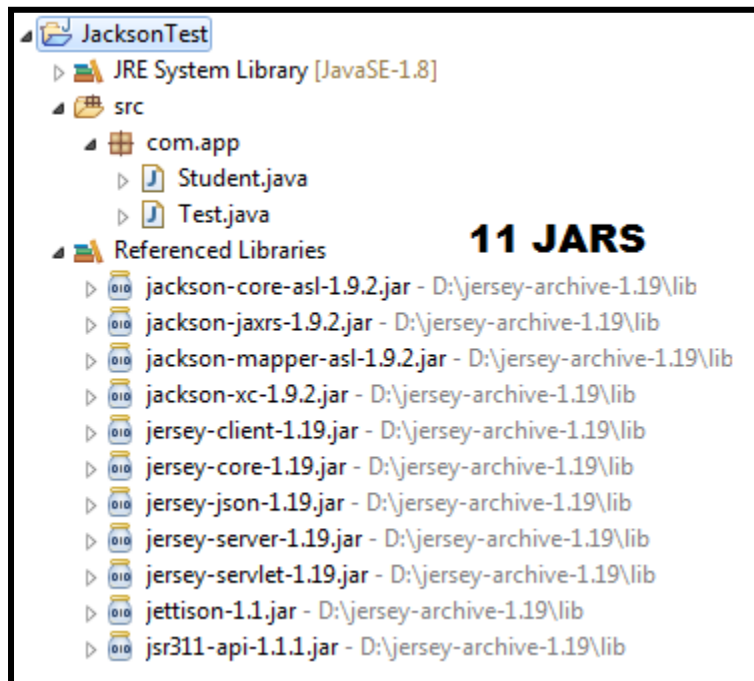 JacksonTest
JRE System Library [JavaSE-1.8]
src
com.app
Student.java
Test.java
Referenced Libraries
11 JARS
jackson-core-asl-1.9.2.jar - D:\jersey-archive-1.19\lib
jackson-jaxrs-1.9.2.jar - D:\jersey-archive-1.19\lib
jackson-mapper-asl-1.9.2.jar - D:\jersey-archive-1.19\lib
jackson-xc-1.9.2.jar - D:\jersey-archive-1.19\lib
jersey-client-1.19.jar - D:\jersey-archive-1.19\lib
jersey-core-1.19.jar - D:\jersey-archive-1.19\lib
jersey-json-1.19.jar - D:\jersey-archive-1.19\lib
jersey-server-1.19.jar - D:\jersey-archive-1.19\lib
jersey-servlet-1.19.jar - D:\jersey-archive-1.19\lib
jettison-1.1.jar - D:\jersey-archive-1.19\lib
jsr311-api-1.1.1.jar - D:\jersey-archive-1.19\lib